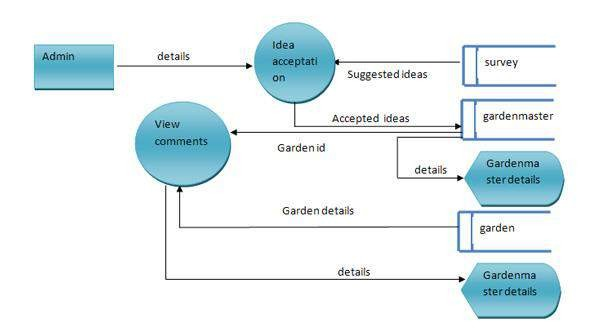 Admin
details
Idea
acceptati
on
Suggested ideas
survey
Accepted ideas
gardenmaster
View
comments
Garden id
details
Gardenma
ster details
Garden details
garden
details
Gardenma
ster details